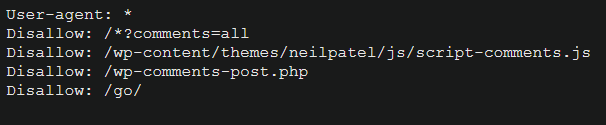 User-agent: *
Disallow: /*?comments=all
Disallow: /wp-content/themes/neilpatel/js/script-comments.js
Disallow: /wp-comments-post.php
Disallow: /go/